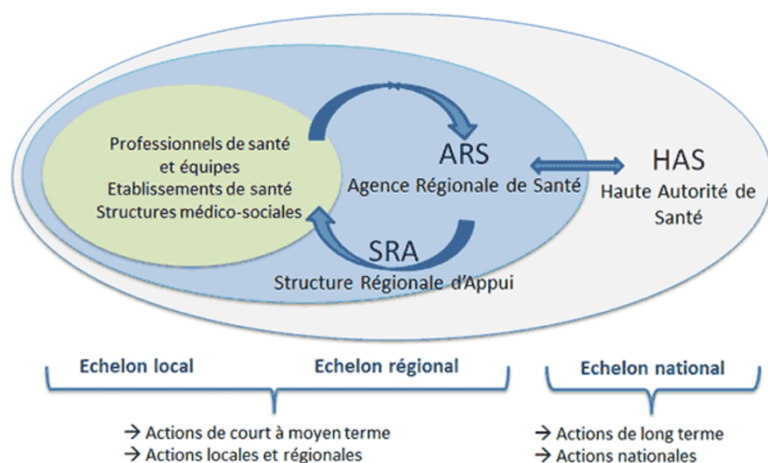 Professionnels de santé
et équipes
Etablissements de santé
Structures médico-sociales
ARS
Agence Régionale de Santé
HAS
Haute Autorité de
Santé
SRA
Structure Régionale d'Appui
Echelon local
Echelon régional
Echelon national
→ Actions de court à moyen terme
→ Actions locales et régionales
→ Actions de long terme
→ Actions nationales